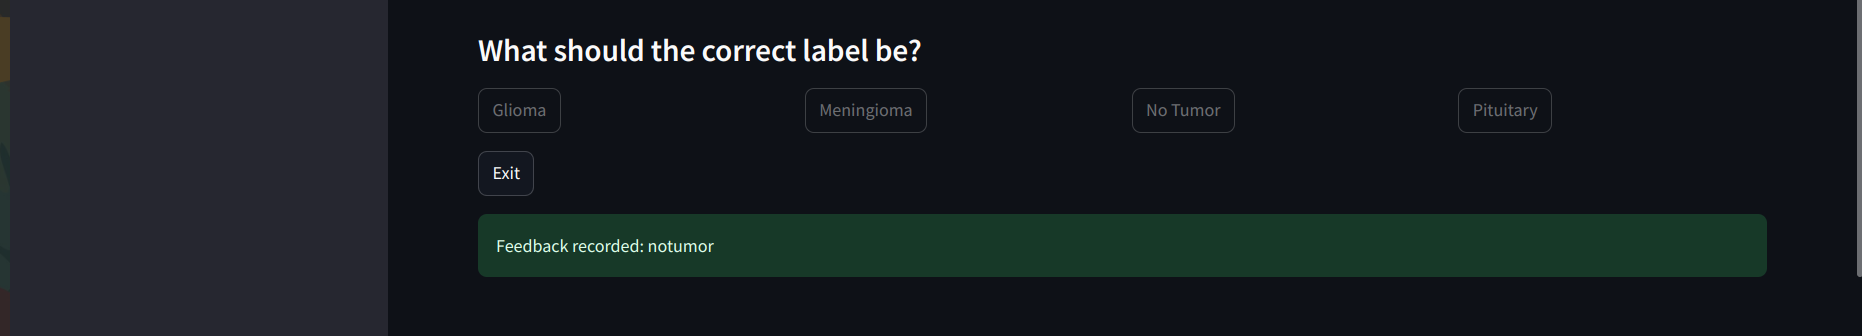 What should the correct label be?
Glioma Meningioma No Tumor Pituitary
Exit
Feedback recorded: notumor